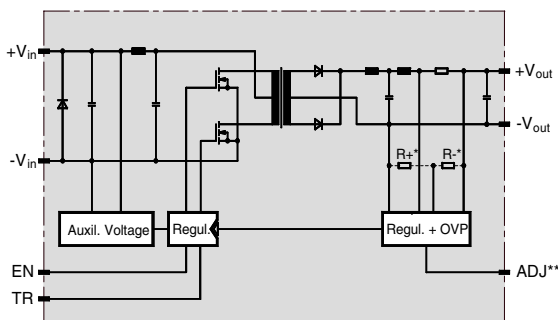 +Vin
+Vout
-Vout
R+*
R-*
-Vin
Auxil. Voltage
Regul.
Regul. + OVP
EN
ADJ**
TR